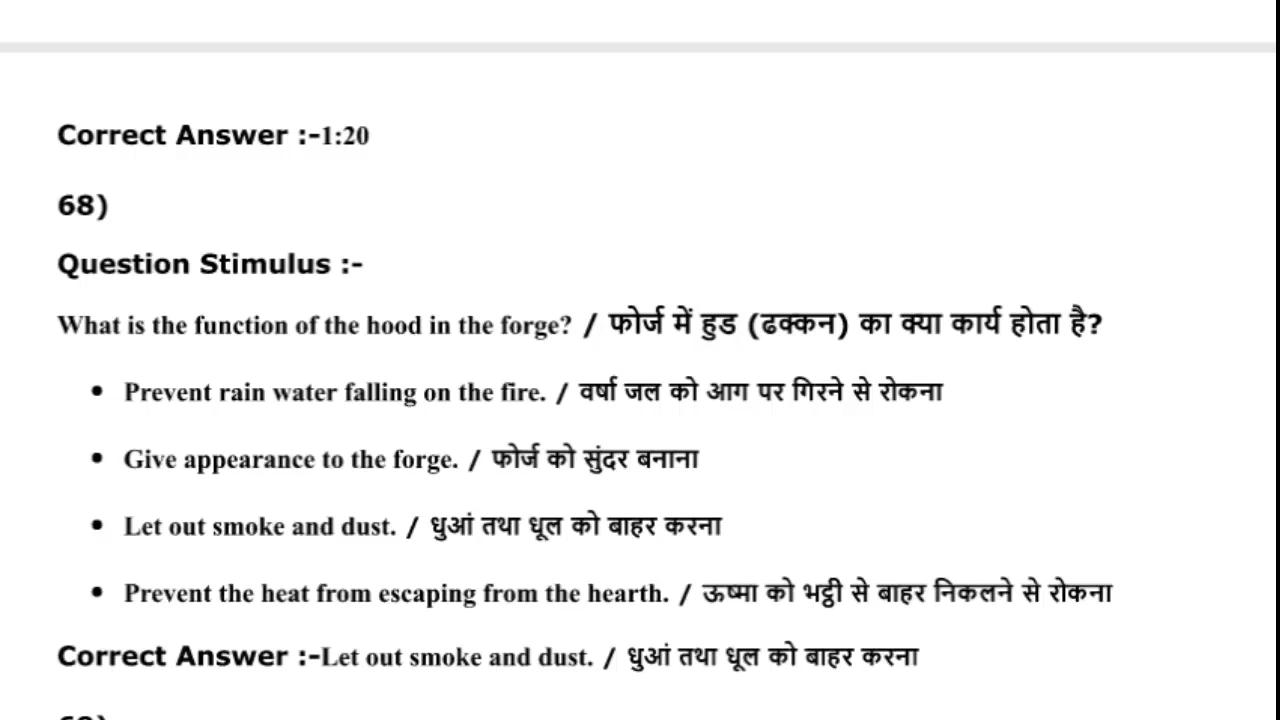 Correct Answer :-1:20
68)
Question Stimulus :-
What is the function of the hood in the forge? / फोर्ज में हुड (ढक्कन) का क्या कार्य होता है?
• Prevent rain water falling on the fire. / वर्षा जल को आग पर गिरने से रोकना
• Give appearance to the forge. / फोर्ज को सुंदर बनाना
• Let out smoke and dust. / धुआं तथा धूल को बाहर करना
• Prevent the heat from escaping from the hearth. / ऊष्मा को भट्ठी से बाहर निकलने से रोकना
Correct Answer :-Let out smoke and dust. / धुआं तथा धूल को बाहर करना